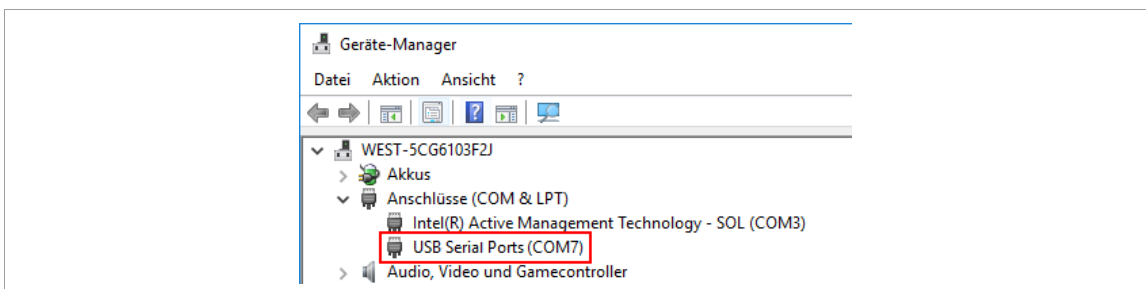 Geräte-Manager
Datei Aktion Ansicht ?
WEST-5CG6103F2J
Akkus
Anschlüsse (COM & LPT)
Intel(R) Active Management Technology - SOL (COM3)
USB Serial Ports (COM7)
Audio, Video und Gamecontroller